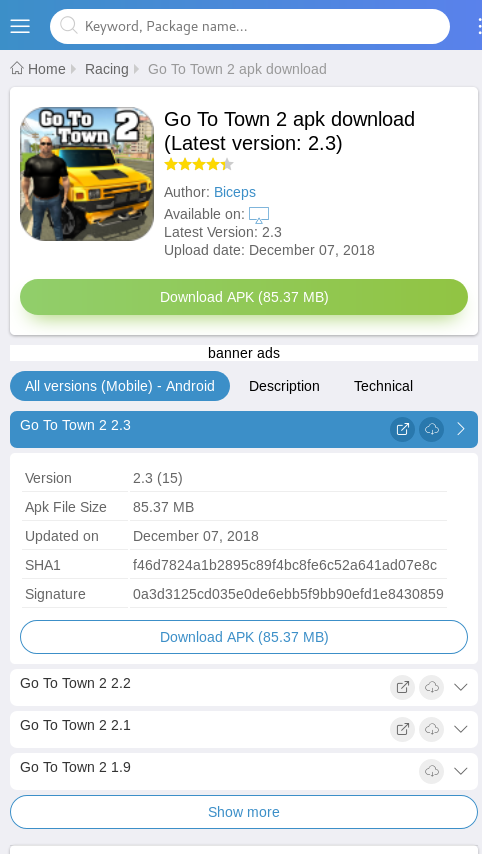 Keyword, Package name...
Home Racing Go To Town 2 apk download
Go To
Town 2
Go To Town 2 apk download
(Latest version: 2.3)
Author: Biceps
Available on:
Latest Version: 2.3
Upload date: December 07, 2018
Download APK (85.37 MB)
banner ads
All versions (Mobile) - Android Description Technical
Go To Town 2 2.3
Version 2.3 (15)
Apk File Size 85.37 MB
Updated on December 07, 2018
SHA1 f46d7824a1b2895c89f4bc8fe6c52a641ad07e8c
Signature 0a3d3125cd035e0de6ebb5f9bb90efd1e8430859
Download APK (85.37 MB)
Go To Town 2 2.2
Go To Town 2 2.1
Go To Town 2 1.9
Show more